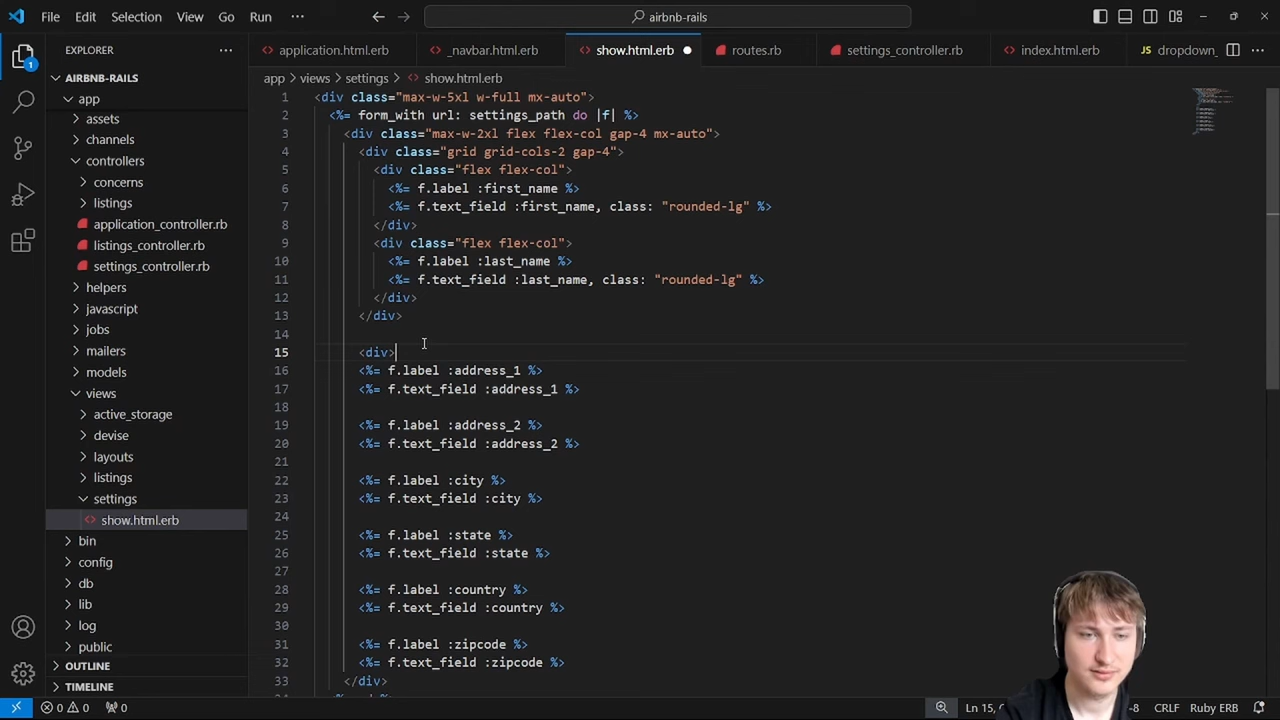 File Edit Selection View Go Run ··· airbnb-rails
EXPLORER ···
application.html.erb _navbar.html.erb show.html.erb routes.rb settings_controller.rb index.html.erb dropdown_
AIRBNB-RAILS
app > views > settings > show.html.erb
app
assets
channels
controllers
concerns
listings
application_controller.rb
listings_controller.rb
settings_controller.rb
helpers
javascript
jobs
mailers
models
views
active_storage
devise
layouts
listings
settings
show.html.erb
bin
config
db
lib
log
public
OUTLINE
TIMELINE
1 <div class="max-w-5xl w-full mx-auto">
2 <%= form_with url: settings_path do |f| %>
3 <div class="max-w-2xl flex flex-col gap-4 mx-auto">
4 <div class="grid grid-cols-2 gap-4">
5 <div class="flex flex-col">
6 <%= f.label :first_name %>
7 <%= f.text_field :first_name, class: "rounded-lg" %>
8 </div>
9 <div class="flex flex-col">
10 <%= f.label :last_name %>
11 <%= f.text_field :last_name, class: "rounded-lg" %>
12 </div>
13 </div>
14
15 <div>
16 <%= f.label :address_1 %>
17 <%= f.text_field :address_1 %>
18
19 <%= f.label :address_2 %>
20 <%= f.text_field :address_2 %>
21
22 <%= f.label :city %>
23 <%= f.text_field :city %>
24
25 <%= f.label :state %>
26 <%= f.text_field :state %>
27
28 <%= f.label :country %>
29 <%= f.text_field :country %>
30
31 <%= f.label :zipcode %>
32 <%= f.text_field :zipcode %>
33 </div>
1
0 0 0 Ln 15, CRLF Ruby ERB